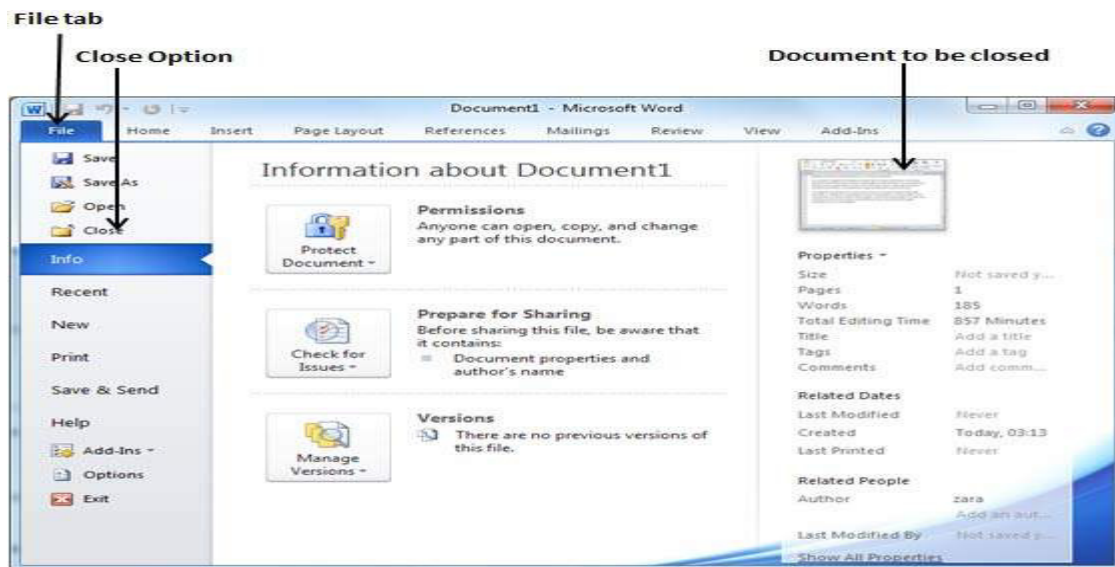 File tab
Close Option
Document to be closed
Document1 - Microsoft Word
File Home Insert Page Layout References Mailings Review View Add-Ins
Save
Save As
Open
Close
Info
Recent
New
Print
Save & Send
Help
Add-Ins
Options
Exit
Information about Document1
Protect
Document
Permissions
Anyone can open, copy, and change
any part of this document.
Check for
Issues
Prepare for Sharing
Before sharing this file, be aware that
it contains:
Document properties and
author's name
Manage
Versions
Versions
There are no previous versions of
this file.
Properties
Size Not saved y...
Pages 1
Words 185
Total Editing Time 857 Minutes
Title Add a title
Tags Add a tag
Comments Add comm...
Related Dates
Last Modified Never
Created Today, 03:13
Last Printed Never
Related People
Author zara
Add an aut...
Last Modified By Not saved y...
Show All Properties